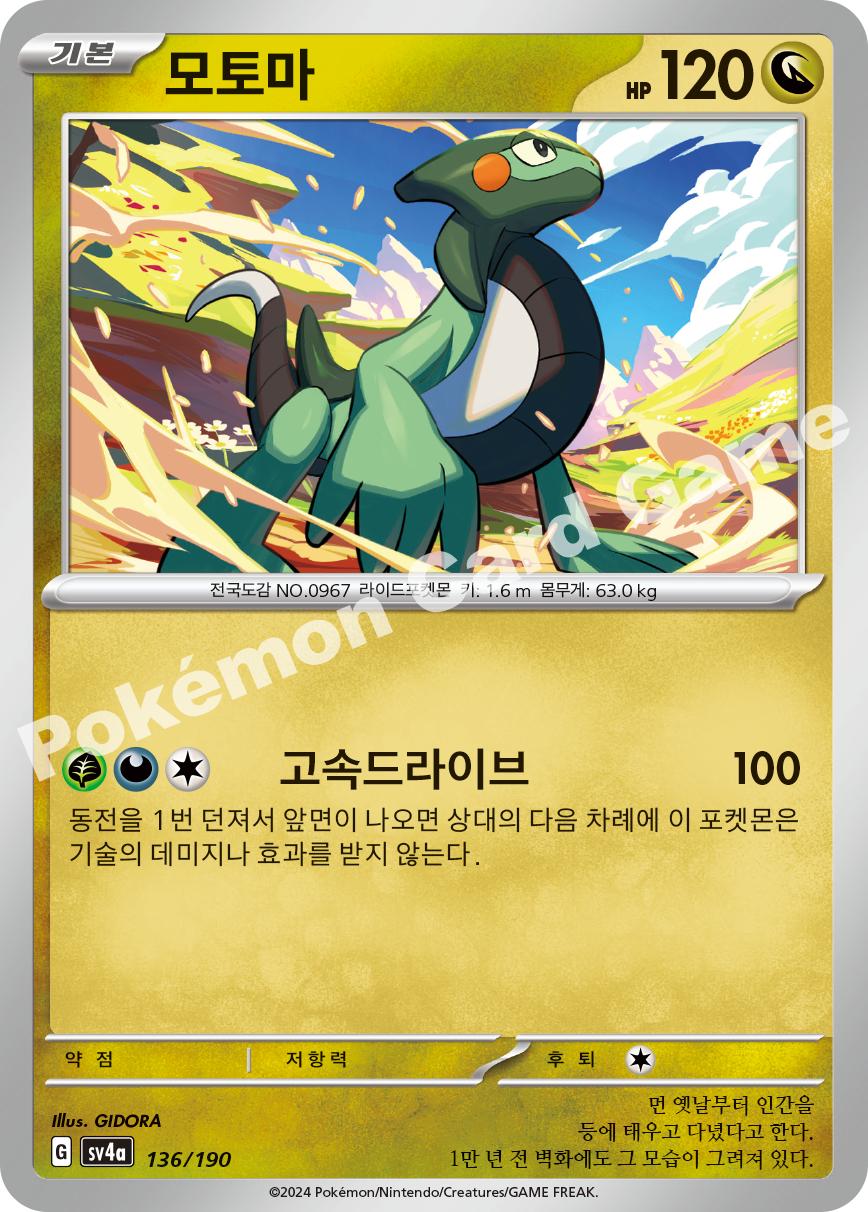 기본 모토마 HP 120
전국도감 NO.0967 라이드포켓몬 키: 1.6 m 몸무게: 63.0 kg
Pokémon Card Game
고속드라이브 100
동전을 1번 던져서 앞면이 나오면 상대의 다음 차례에 이 포켓몬은
기술의 데미지나 효과를 받지 않는다.
약점 저항력 후퇴
Illus. GIDORA
먼 옛날부터 인간을
등에 태우고 다녔다고 한다.
1만 년 전 벽화에도 그 모습이 그려져 있다.
G sv4a 136/190
©2024 Pokémon/Nintendo/Creatures/GAME FREAK.